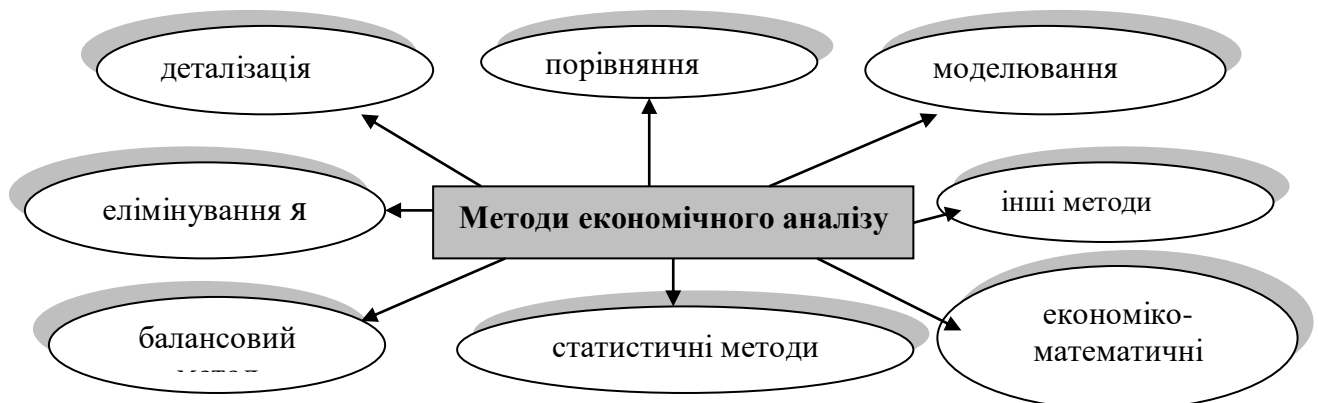 деталізація
порівняння
моделювання
елімінування я
Методи економічного аналізу
інші методи
балансовий
статистичні методи
економіко-
математичні